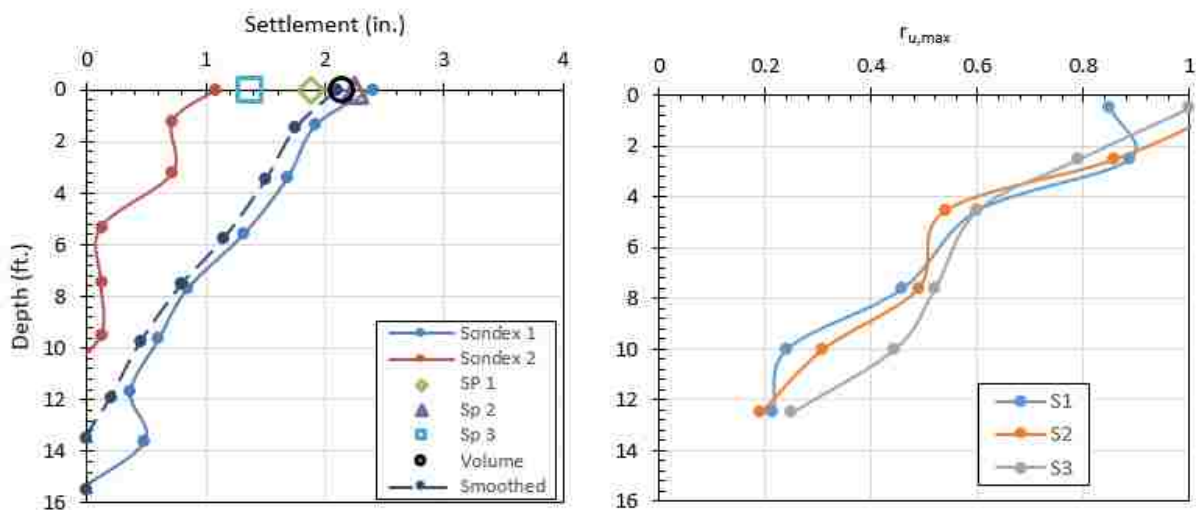 Settlement (in.)
0 1 2 3 4
0
2
4
6
8
10
12
14
16
Depth (ft.)
Sondex 1
Sondex 2
SP 1
Sp 2
Sp 3
Volume
Smoothed
r u,max
0 0.2 0.4 0.6 0.8 1
0
2
4
6
8
10
12
14
16
S1
S2
S3